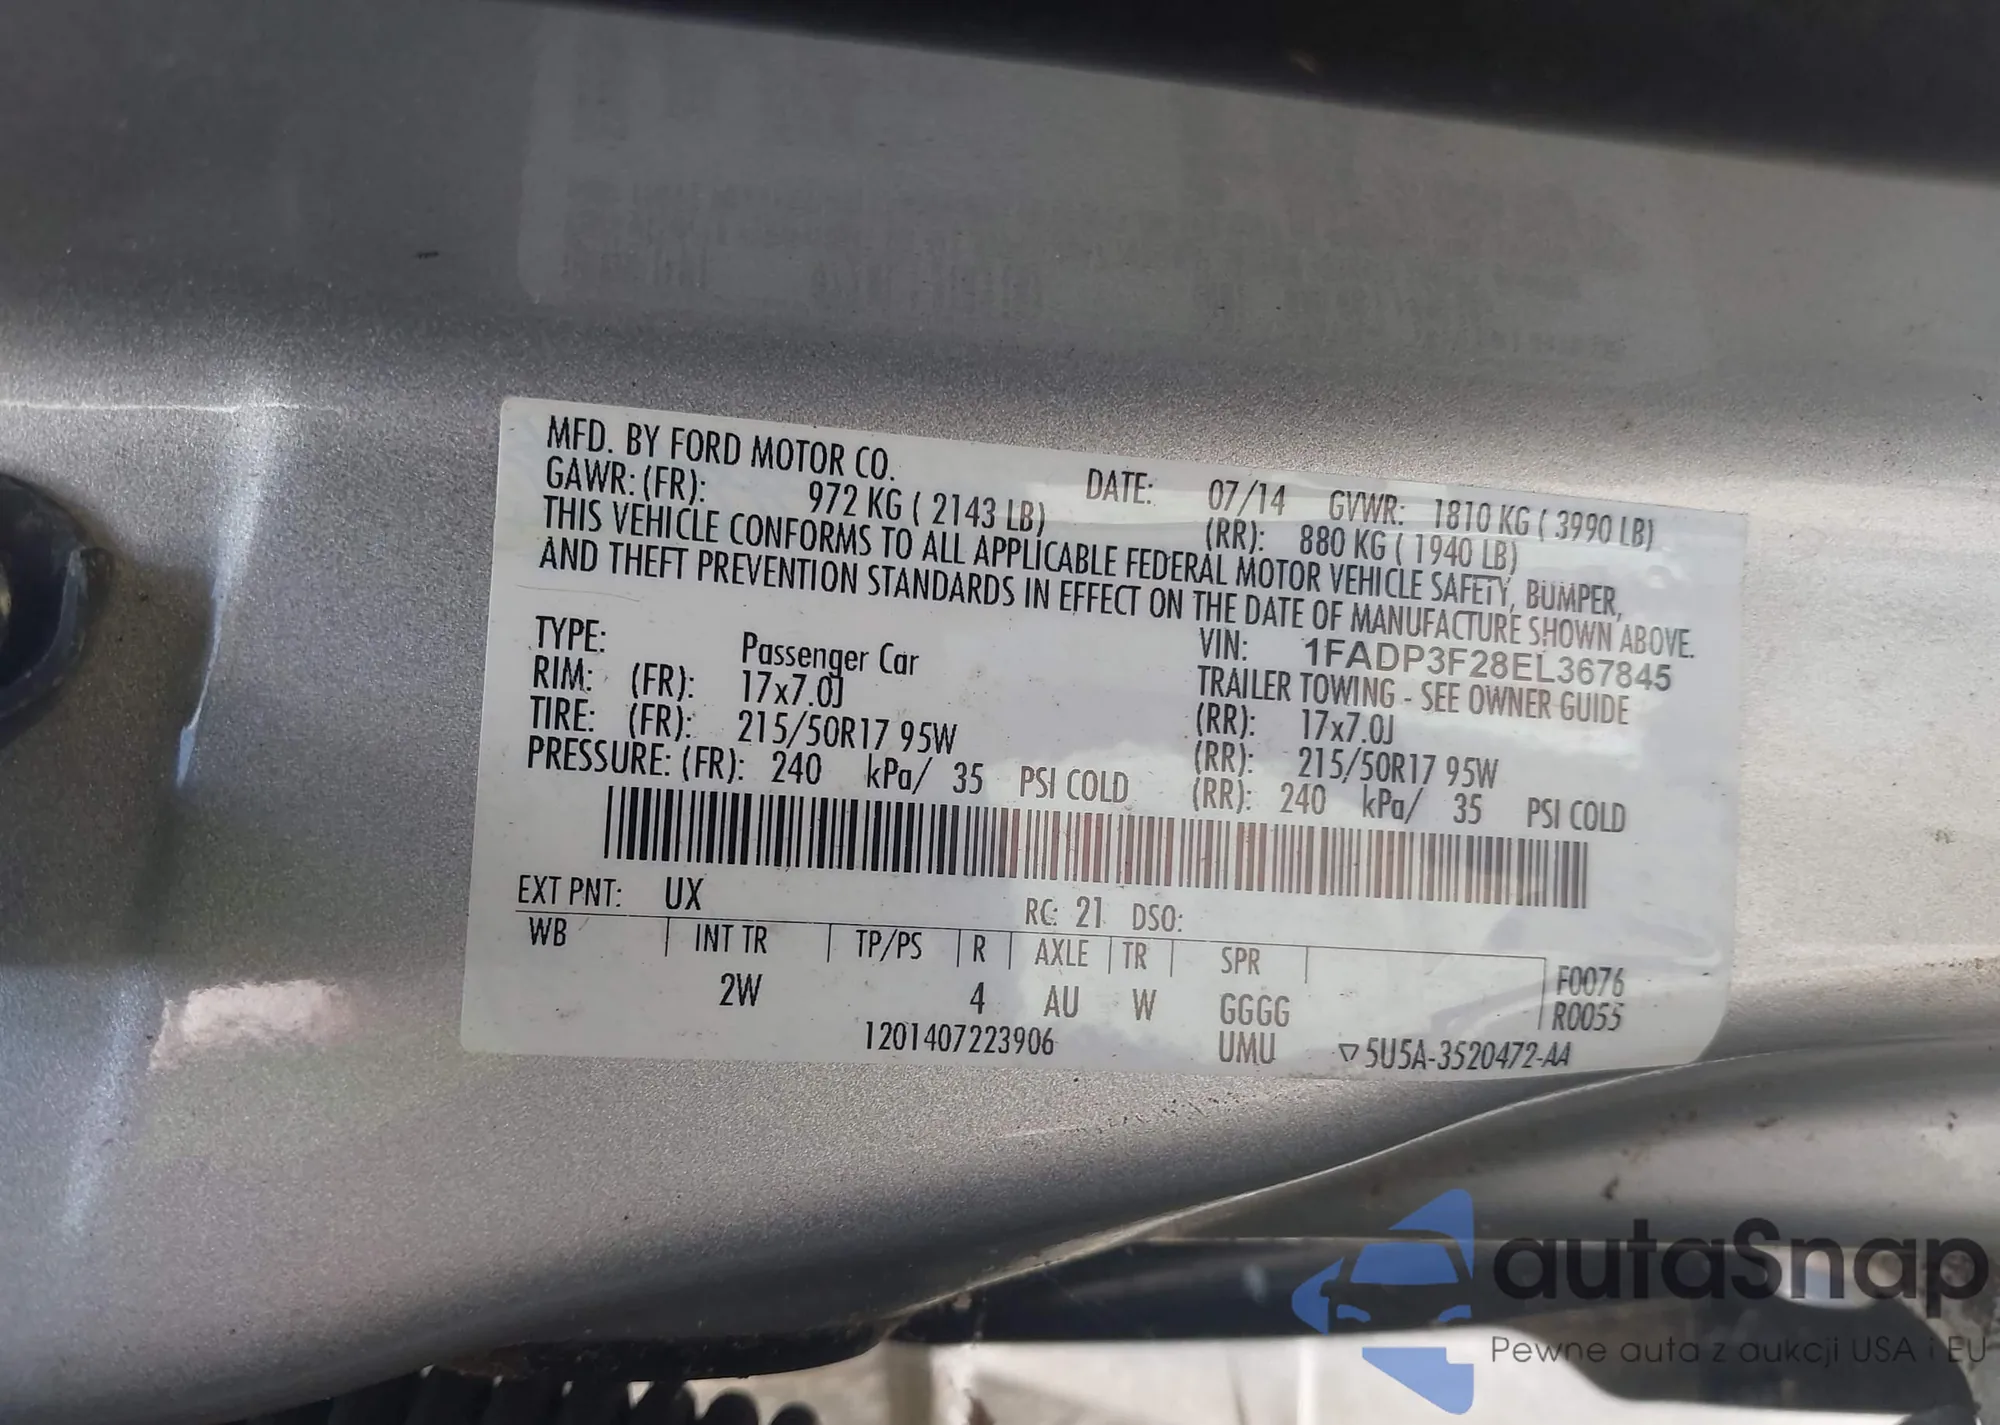 MFD. BY FORD MOTOR CO.
DATE: 07/14 GVWR: 1810 KG ( 3990 LB)
GAWR: (FR): 972 KG ( 2143 LB) (RR): 880 KG ( 1940 LB)
THIS VEHICLE CONFORMS TO ALL APPLICABLE FEDERAL MOTOR VEHICLE SAFETY, BUMPER,
AND THEFT PREVENTION STANDARDS IN EFFECT ON THE DATE OF MANUFACTURE SHOWN ABOVE.
VIN: 1FADP3F28EL367845
TYPE: Passenger Car TRAILER TOWING - SEE OWNER GUIDE
RIM: (FR): 17x7.0J (RR): 17x7.0J
TIRE: (FR): 215/50R17 95W (RR): 215/50R17 95W
PRESSURE: (FR): 240 kPa/ 35 PSI COLD (RR): 240 kPa/ 35 PSI COLD
EXT PNT: UX RC: 21 DSO:
WB INT TR TP/PS R AXLE TR SPR F0076
2W 4 AU W GGGG R0055
1201407223906 UMU ▽5U5A-3520472-AA
autaSnap
Pewne auta z aukcji USA i EU